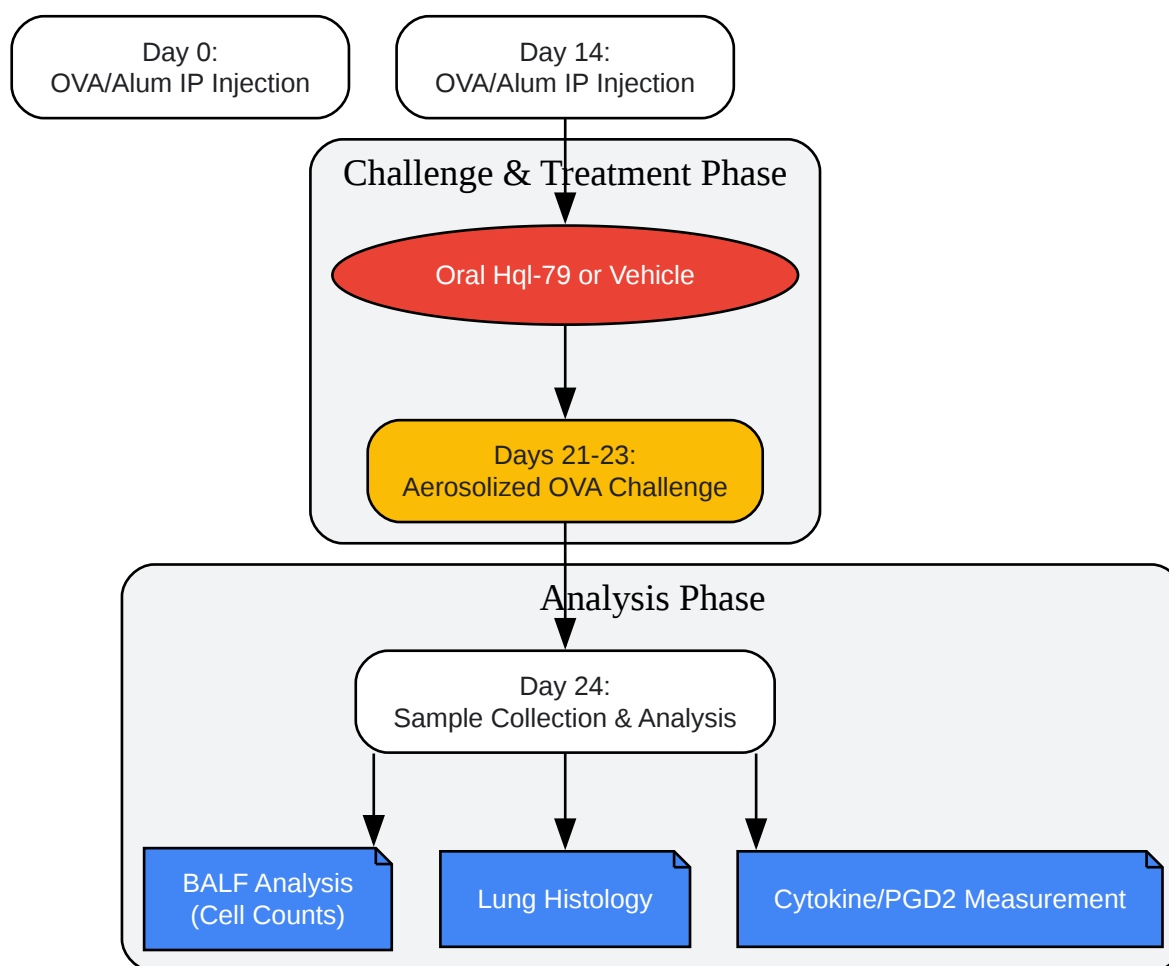 Day 0:
OVA/Alum IP Injection
Day 14:
OVA/Alum IP Injection
Challenge & Treatment Phase
Oral Hql-79 or Vehicle
Days 21-23:
Aerosolized OVA Challenge
Analysis Phase
Day 24:
Sample Collection & Analysis
BALF Analysis
(Cell Counts)
Lung Histology
Cytokine/PGD2 Measurement